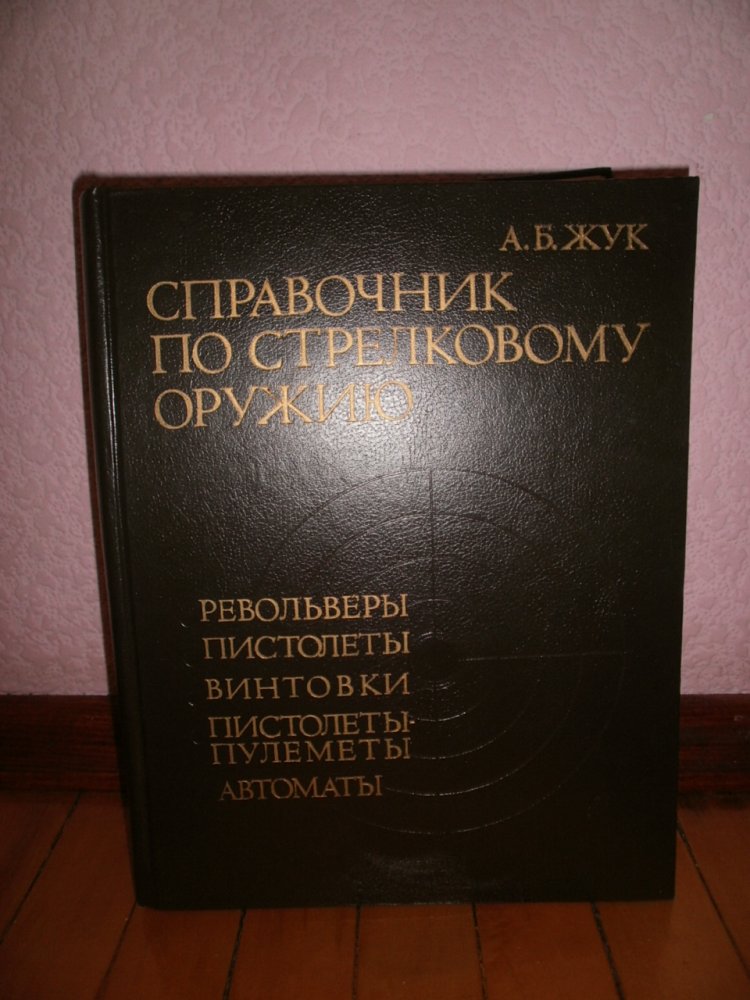 А.Б.ЖУК
СПРАВОЧНИК
ПО СТРЕЛКОВОМУ
ОРУЖИЮ
РЕВОЛЬВЕРЫ
ПИСТОЛЕТЫ
ВИНТОВКИ
ПИСТОЛЕТЫ-
ПУЛЕМЕТЫ
АВТОМАТЫ